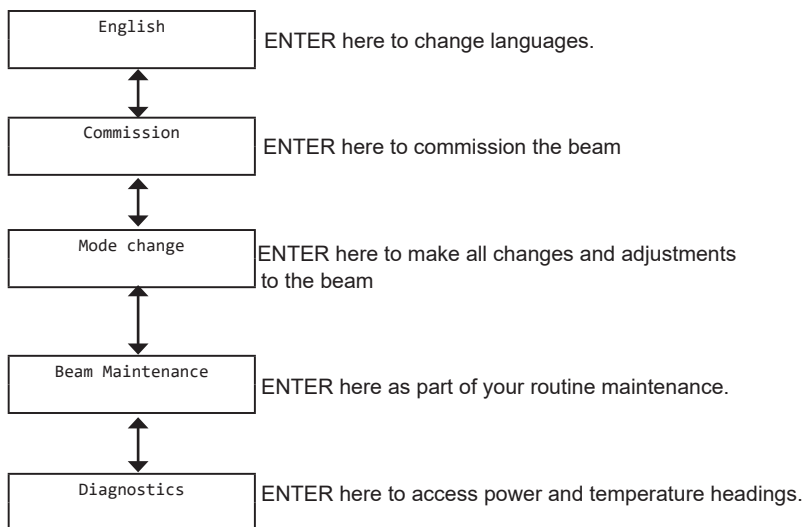 English
ENTER here to change languages.
Commission
ENTER here to commission the beam
Mode change
ENTER here to make all changes and adjustments
to the beam
Beam Maintenance
ENTER here as part of your routine maintenance.
Diagnostics
ENTER here to access power and temperature headings.